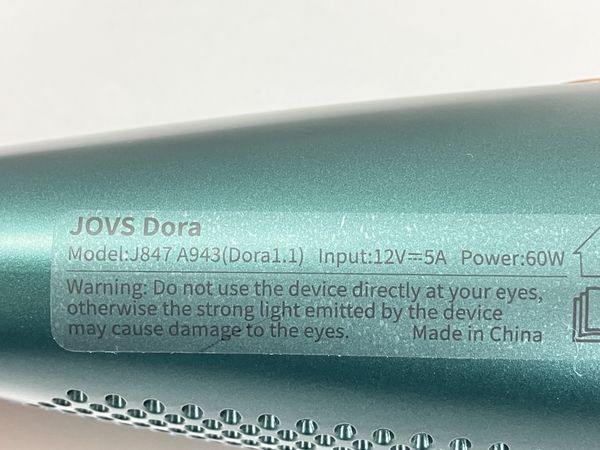 JOVS Dora
Model:J847 A943(Dora1.1) Input:12V⎓5A Power:60W
Warning: Do not use the device directly at your eyes,
otherwise the strong light emitted by the device
may cause damage to the eyes. Made in China